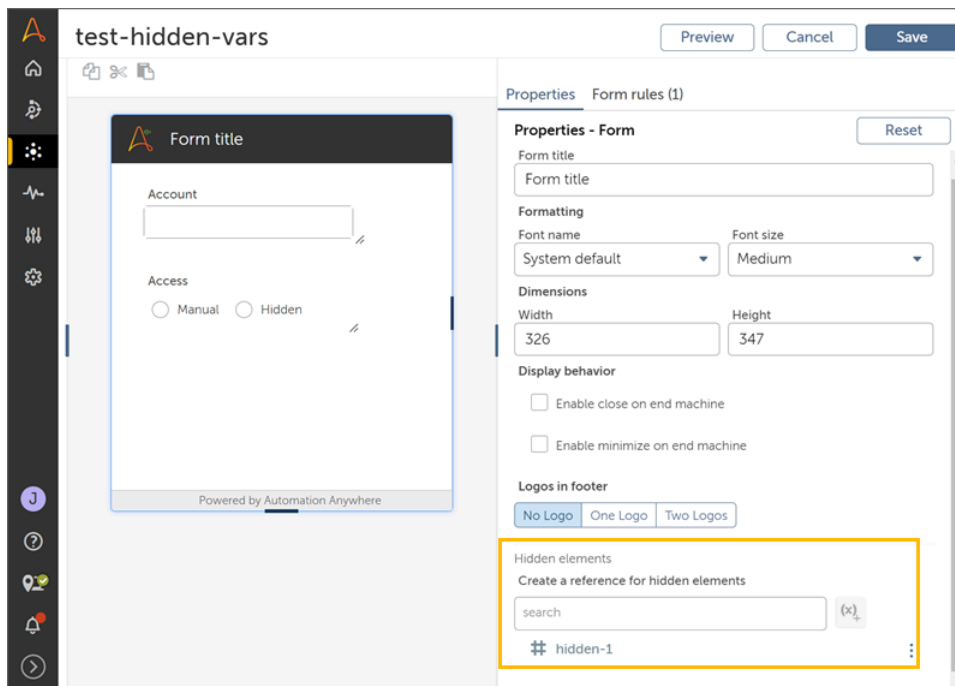 test-hidden-vars
Preview
Cancel
Save
Properties
Form rules (1)
Form title
Account
Access
Manual
Hidden
Powered by Automation Anywhere
Properties - Form
Reset
Form title
Form title
Formatting
Font name
Font size
System default
Medium
Dimensions
Width
Height
326
347
Display behavior
Enable close on end machine
Enable minimize on end machine
Logos in footer
No Logo
One Logo
Two Logos
Hidden elements
Create a reference for hidden elements
search
(x)+
hidden-1
J